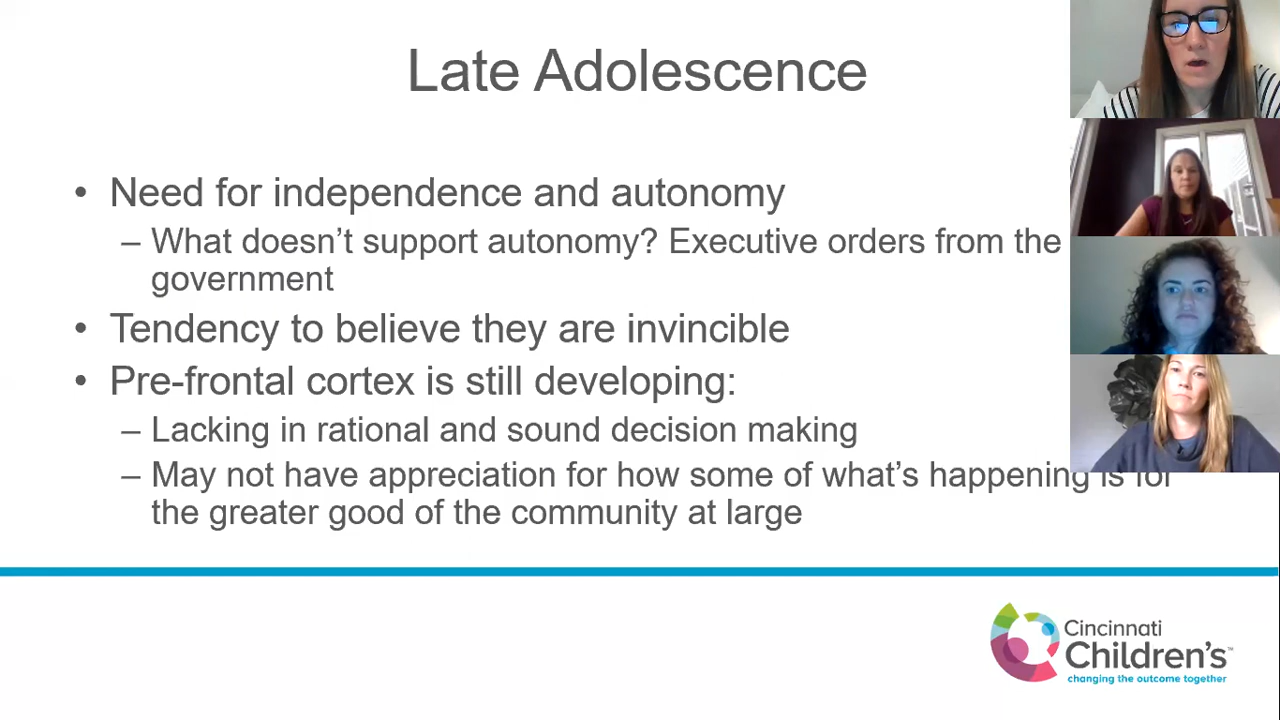 Late Adolescence
• Need for independence and autonomy
– What doesn’t support autonomy? Executive orders from the
government
• Tendency to believe they are invincible
• Pre-frontal cortex is still developing:
– Lacking in rational and sound decision making
– May not have appreciation for how some of what’s happening is for
the greater good of the community at large
Cincinnati
Children’s™
changing the outcome together